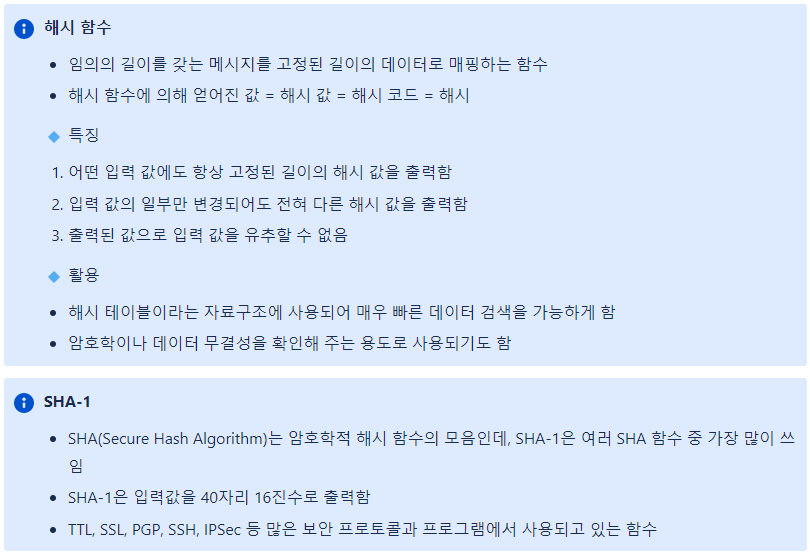 해시 함수
• 임의의 길이를 갖는 메시지를 고정된 길이의 데이터로 매핑하는 함수
• 해시 함수에 의해 얻어진 값 = 해시 값 = 해시 코드 = 해시
🔹 특징
1. 어떤 입력 값에도 항상 고정된 길이의 해시 값을 출력함
2. 입력 값의 일부만 변경되어도 전혀 다른 해시 값을 출력함
3. 출력된 값으로 입력 값을 유추할 수 없음
🔹 활용
• 해시 테이블이라는 자료구조에 사용되어 매우 빠른 데이터 검색을 가능하게 함
• 암호학이나 데이터 무결성을 확인해 주는 용도로 사용되기도 함
SHA-1
• SHA(Secure Hash Algorithm)는 암호학적 해시 함수의 모음인데, SHA-1은 여러 SHA 함수 중 가장 많이 쓰
임
• SHA-1은 입력값을 40자리 16진수로 출력함
• TTL, SSL, PGP, SSH, IPSec 등 많은 보안 프로토콜과 프로그램에서 사용되고 있는 함수